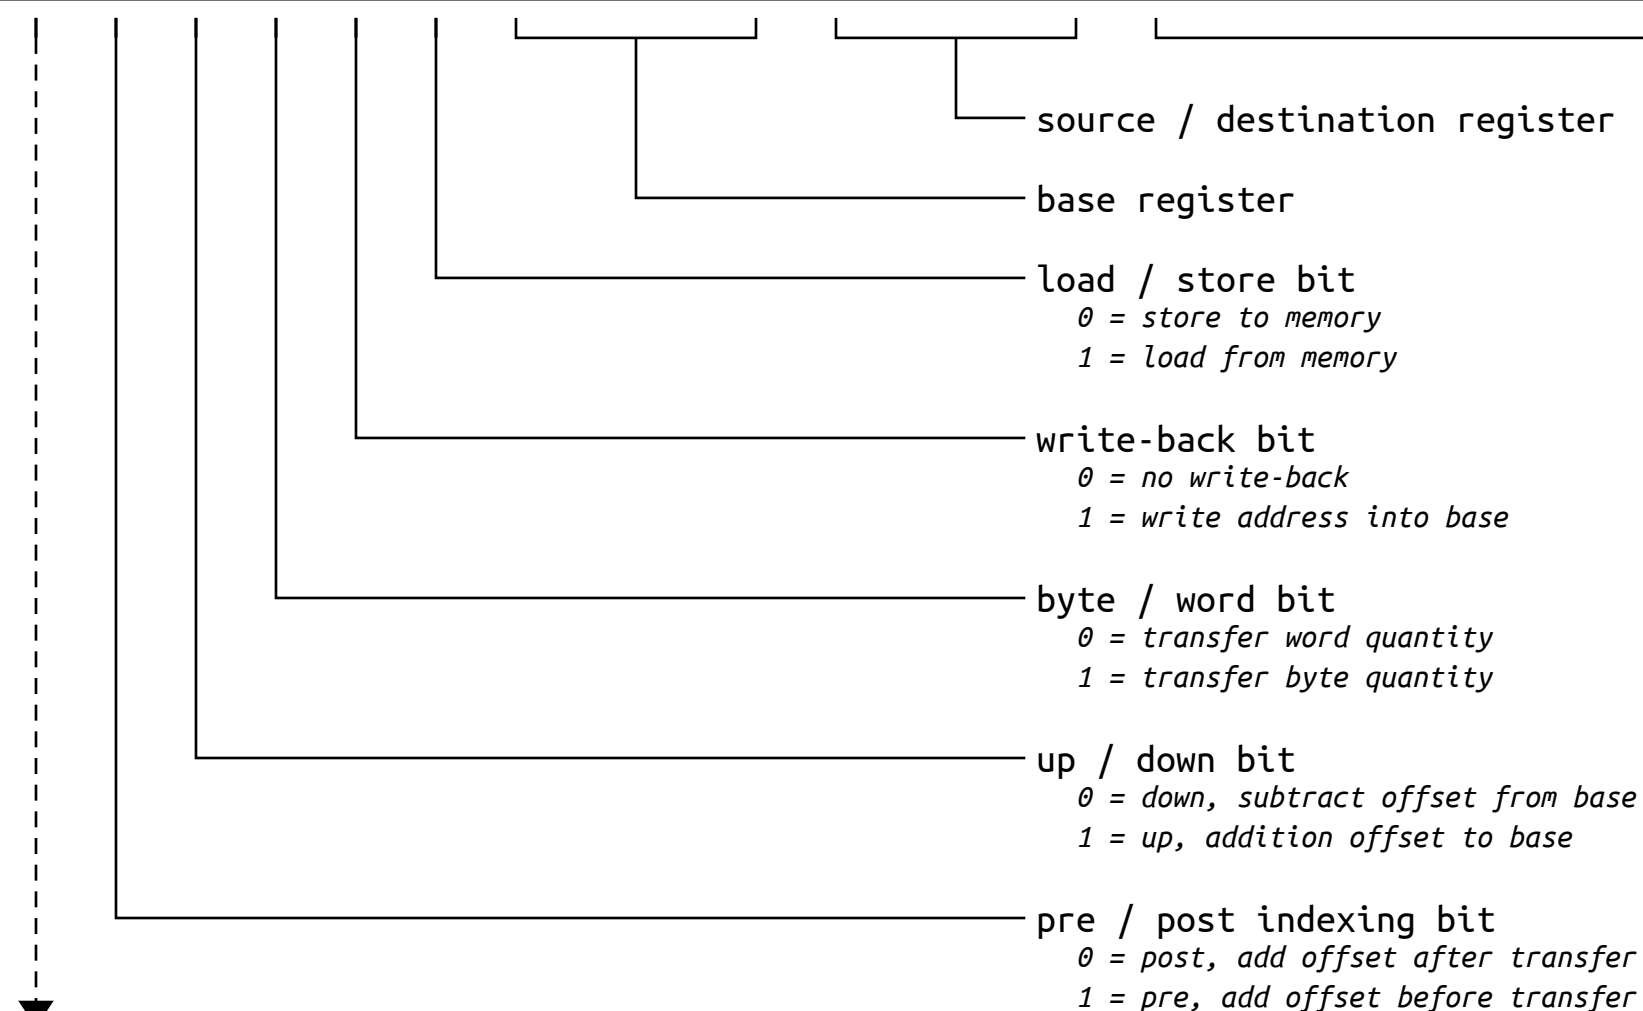 source / destination register
base register
load / store bit
0 = store to memory
1 = load from memory
write-back bit
0 = no write-back
1 = write address into base
byte / word bit
0 = transfer word quantity
1 = transfer byte quantity
up / down bit
0 = down, subtract offset from base
1 = up, addition offset to base
pre / post indexing bit
0 = post, add offset after transfer
1 = pre, add offset before transfer